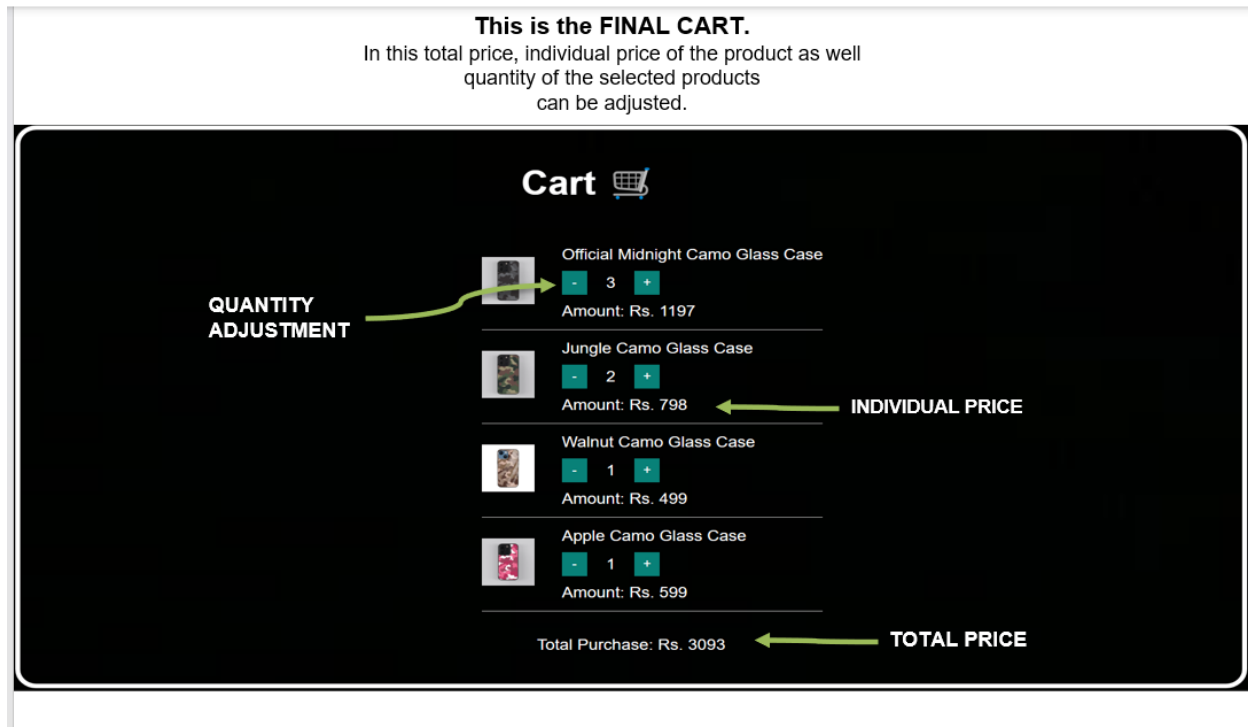 This is the FINAL CART.
In this total price, individual price of the product as well
quantity of the selected products
can be adjusted.
Cart
Official Midnight Camo Glass Case
- 3 +
Amount: Rs. 1197
QUANTITY
ADJUSTMENT
Jungle Camo Glass Case
- 2 +
Amount: Rs. 798
INDIVIDUAL PRICE
Walnut Camo Glass Case
- 1 +
Amount: Rs. 499
Apple Camo Glass Case
- 1 +
Amount: Rs. 599
Total Purchase: Rs. 3093
TOTAL PRICE